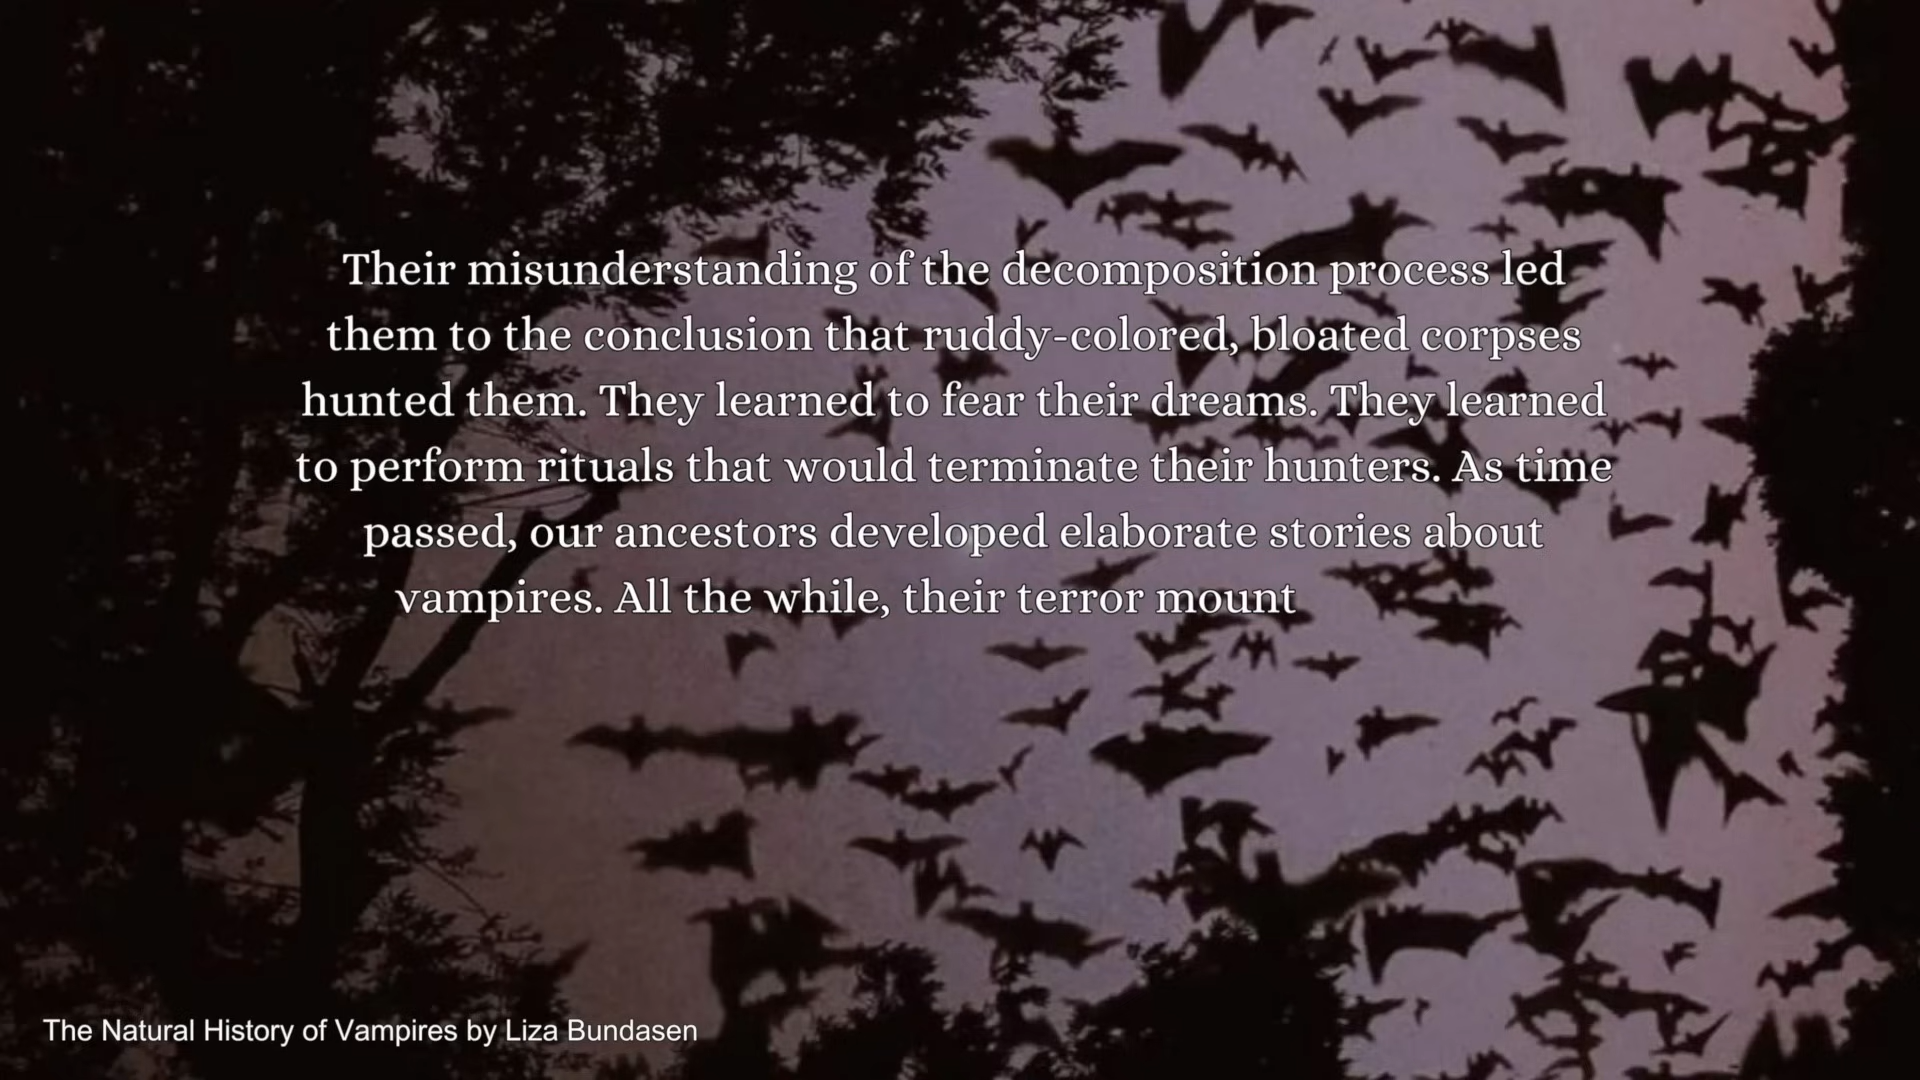 Their misunderstanding of the decomposition process led
them to the conclusion that ruddy-colored, bloated corpses
hunted them. They learned to fear their dreams. They learned
to perform rituals that would terminate their hunters. As time
passed, our ancestors developed elaborate stories about
vampires. All the while, their terror mount
The Natural History of Vampires by Liza Bundasen